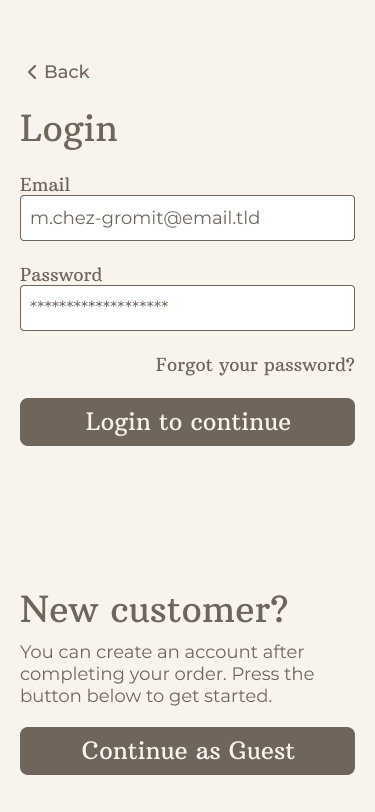 Back
Login
Email
m.chez-gromit@email.tld
Password
*******************
Forgot your password?
Login to continue
New customer?
You can create an account after
completing your order. Press the
button below to get started.
Continue as Guest